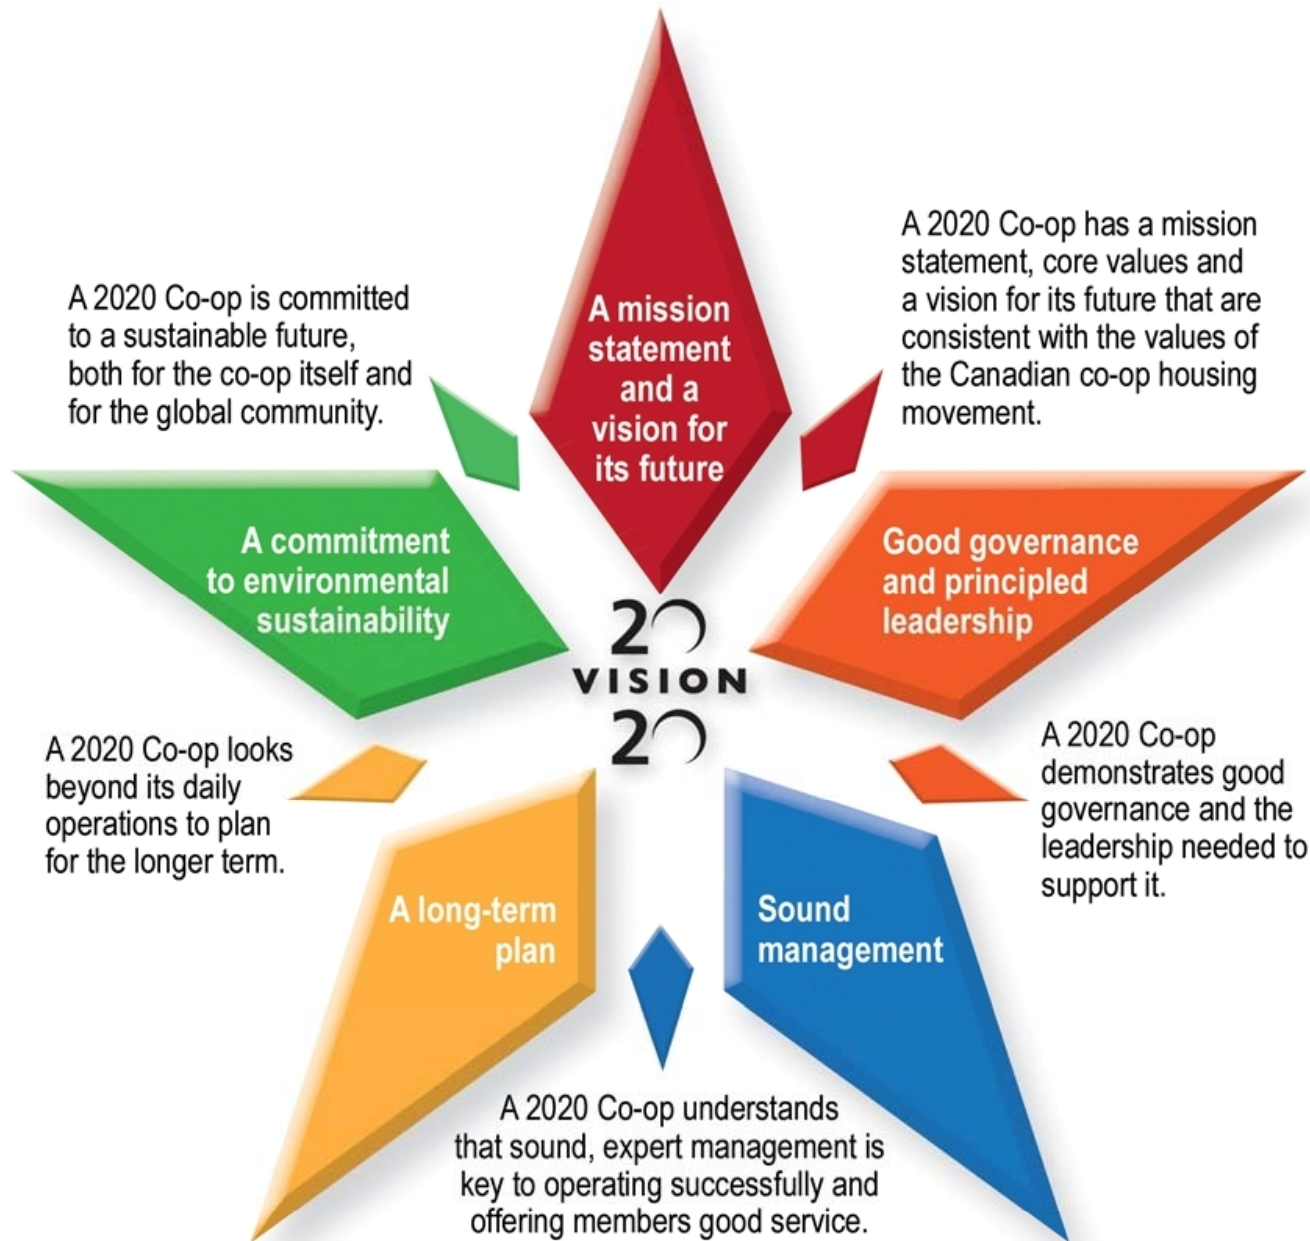 A mission
statement
and a
vision for
its future
A 2020 Co-op has a mission
statement, core values and
a vision for its future that are
consistent with the values of
the Canadian co-op housing
movement.
Good governance
and principled
leadership
A 2020 Co-op
demonstrates good
governance and the
leadership needed to
support it.
Sound
management
A 2020 Co-op understands
that sound, expert management is
key to operating successfully and
offering members good service.
A long-term
plan
A 2020 Co-op looks
beyond its daily
operations to plan
for the longer term.
A commitment
to environmental
sustainability
A 2020 Co-op is committed
to a sustainable future,
both for the co-op itself and
for the global community.
20
VISION
20